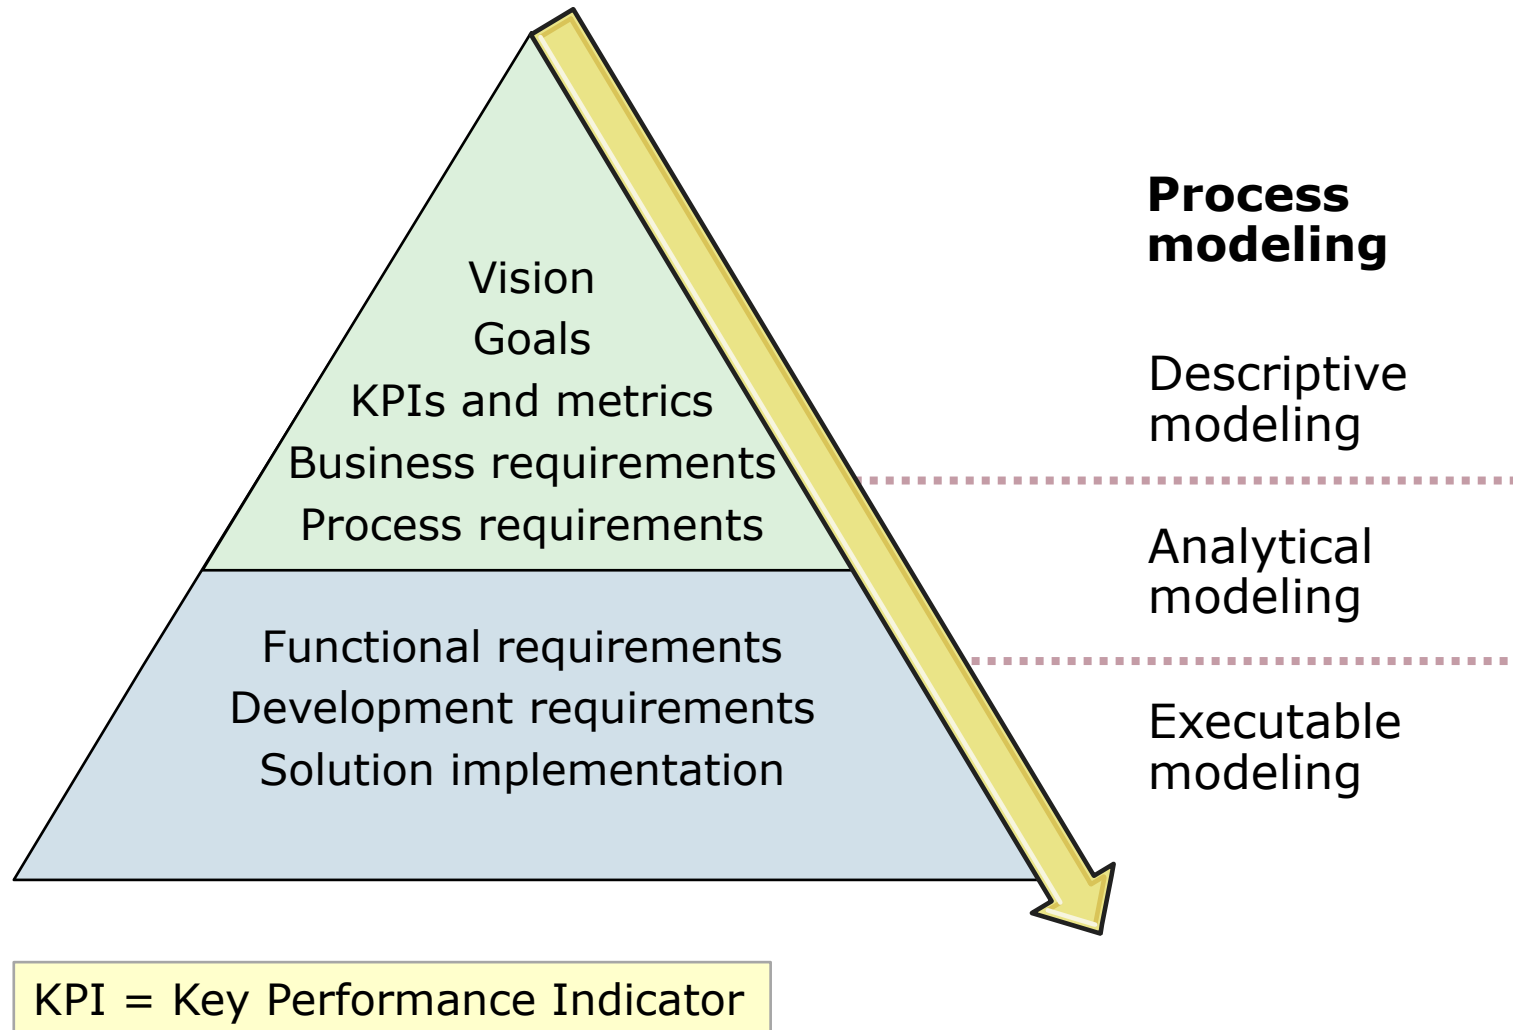 Vision
Goals
KPIs and metrics
Business requirements
Process requirements
Functional requirements
Development requirements
Solution implementation
Process
modeling
Descriptive
modeling
Analytical
modeling
Executable
modeling
KPI = Key Performance Indicator